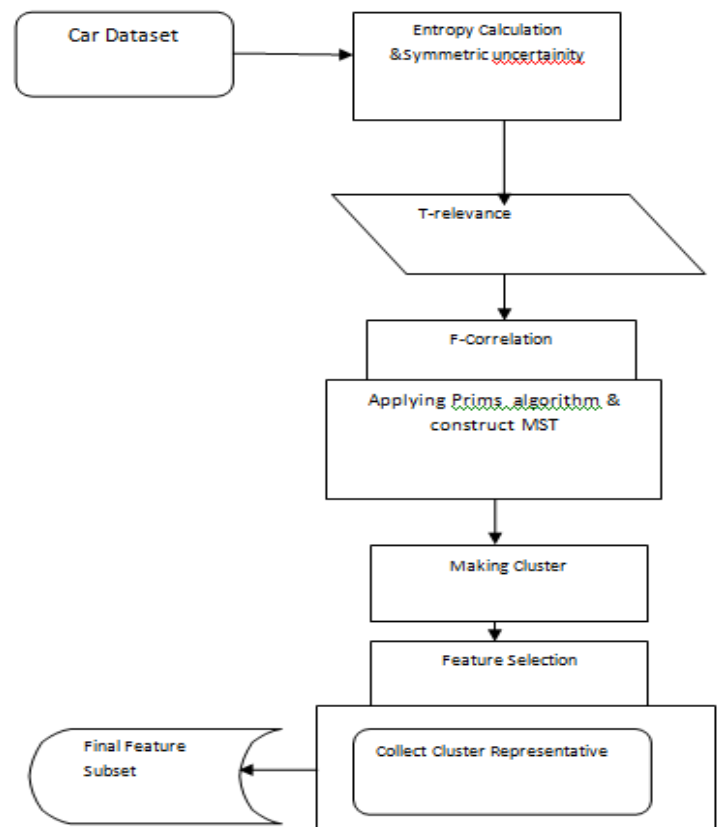 Car Dataset
Entropy Calculation
&Symmetric uncertainity
T-relevance
F-Correlation
Applying Prims algorithm &
construct MST
Making Cluster
Feature Selection
Collect Cluster Representative
Final Feature
Subset